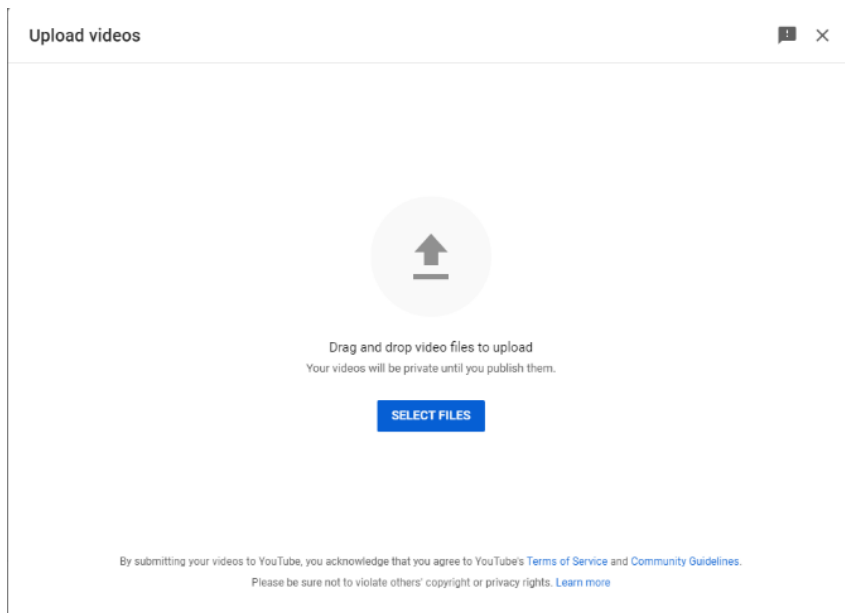 Upload videos
Drag and drop video files to upload
Your videos will be private until you publish them.
SELECT FILES
By submitting your videos to YouTube, you acknowledge that you agree to YouTube's Terms of Service and Community Guidelines.
Please be sure not to violate others' copyright or privacy rights. Learn more